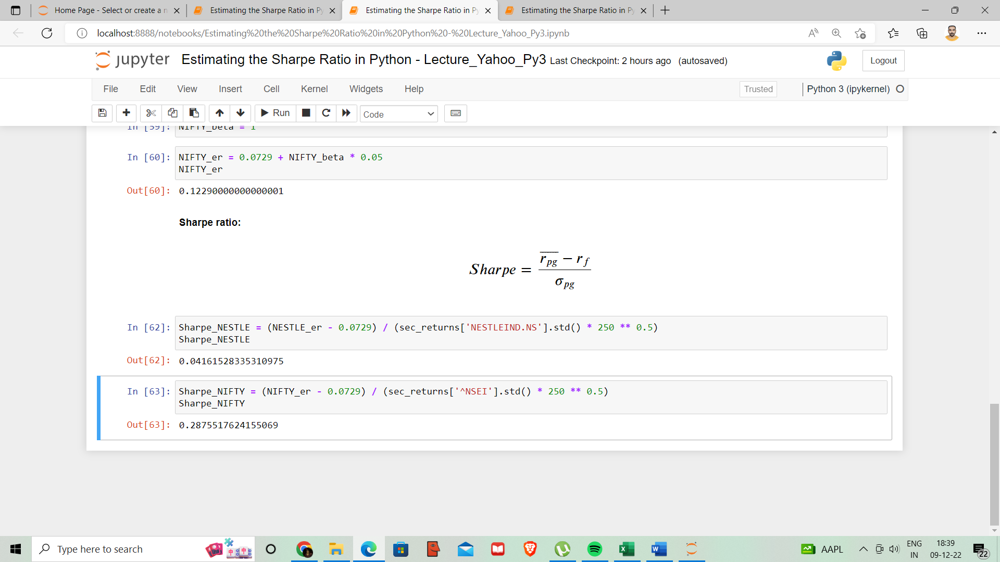 Home Page - Select or create a n
Estimating the Sharpe Ratio in Py
Estimating the Sharpe Ratio in Py
Estimating the Sharpe Ratio in Py
localhost:8888/notebooks/Estimating%20the%20Sharpe%20Ratio%20in%20Python%20-%20Lecture_Yahoo_Py3.ipynb
jupyter Estimating the Sharpe Ratio in Python - Lecture_Yahoo_Py3 Last Checkpoint: 2 hours ago (autosaved) Logout
File Edit View Insert Cell Kernel Widgets Help Trusted Python 3 (ipykernel)
Run Code
In [59]: NIFTY_beta = 1
In [60]: NIFTY_er = 0.0729 + NIFTY_beta * 0.05
NIFTY_er
Out[60]: 0.12290000000000001
Sharpe ratio:
Sharpe = (r̅_pg − r_f) / σ_pg
In [62]: Sharpe_NESTLE = (NESTLE_er - 0.0729) / (sec_returns['NESTLEIND.NS'].std() * 250 ** 0.5)
Sharpe_NESTLE
Out[62]: 0.04161528335310975
In [63]: Sharpe_NIFTY = (NIFTY_er - 0.0729) / (sec_returns['^NSEI'].std() * 250 ** 0.5)
Sharpe_NIFTY
Out[63]: 0.2875517624155069
Type here to search
AAPL
ENG
IN
18:39
09-12-22
22